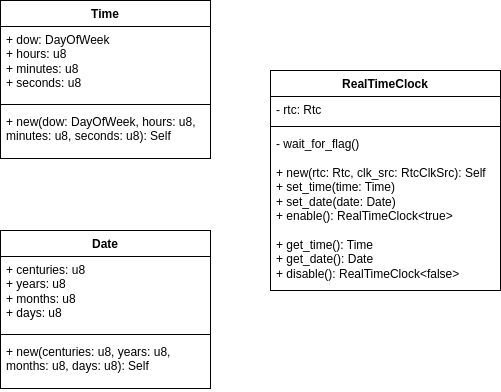 Time
+ dow: DayOfWeek
+ hours: u8
+ minutes: u8
+ seconds: u8
+ new(dow: DayOfWeek, hours: u8,
minutes: u8, seconds: u8): Self
RealTimeClock
- rtc: Rtc
- wait_for_flag()
+ new(rtc: Rtc, clk_src: RtcClkSrc): Self
+ set_time(time: Time)
+ set_date(date: Date)
+ enable(): RealTimeClock<true>
+ get_time(): Time
+ get_date(): Date
+ disable(): RealTimeClock<false>
Date
+ centuries: u8
+ years: u8
+ months: u8
+ days: u8
+ new(centuries: u8, years: u8,
months: u8, days: u8): Self